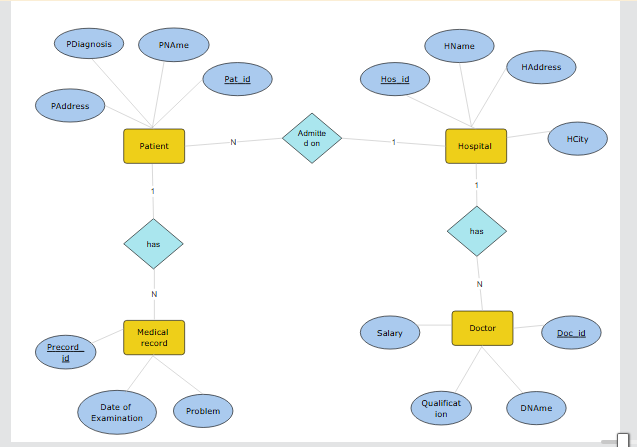 HName
PDiagnosis
PNAme
HAddress
Pat_id
Hos_id
PAddress
Admitte
d on
HCity
N
1
Patient
Hospital
1
1
has
has
N
N
Medical
record
Doctor
Salary
Doc_id
Precord_
id
Date of
Examination
Problem
Qualificat
ion
DNAme